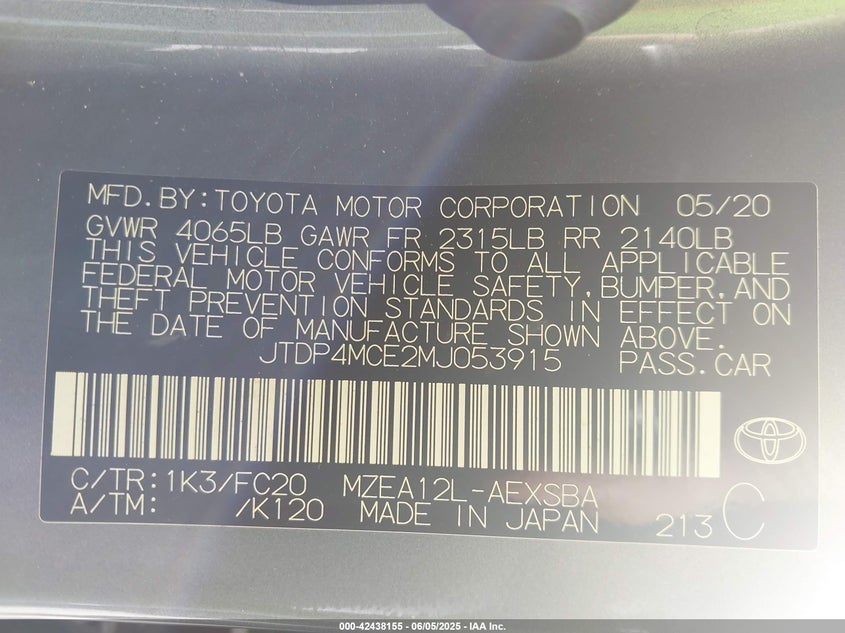 MFD.BY:TOYOTA MOTOR CORPORATION 05/20
GVWR 4065LB GAWR FR 2315LB RR 2140LB
THIS VEHICLE CONFORMS TO ALL APPLICABLE
FEDERAL MOTOR VEHICLE SAFETY,BUMPER,AND
THEFT PREVENTION STANDARDS IN EFFECT ON
THE DATE OF MANUFACTURE SHOWN ABOVE.
JTDP4MCE2MJ053915 PASS.CAR
C/TR:1K3/FC20 MZEA12L-AEXSBA
A/TM: /K120 MADE IN JAPAN 213 C
000-42438155 - 06/05/2025 - IAA Inc.